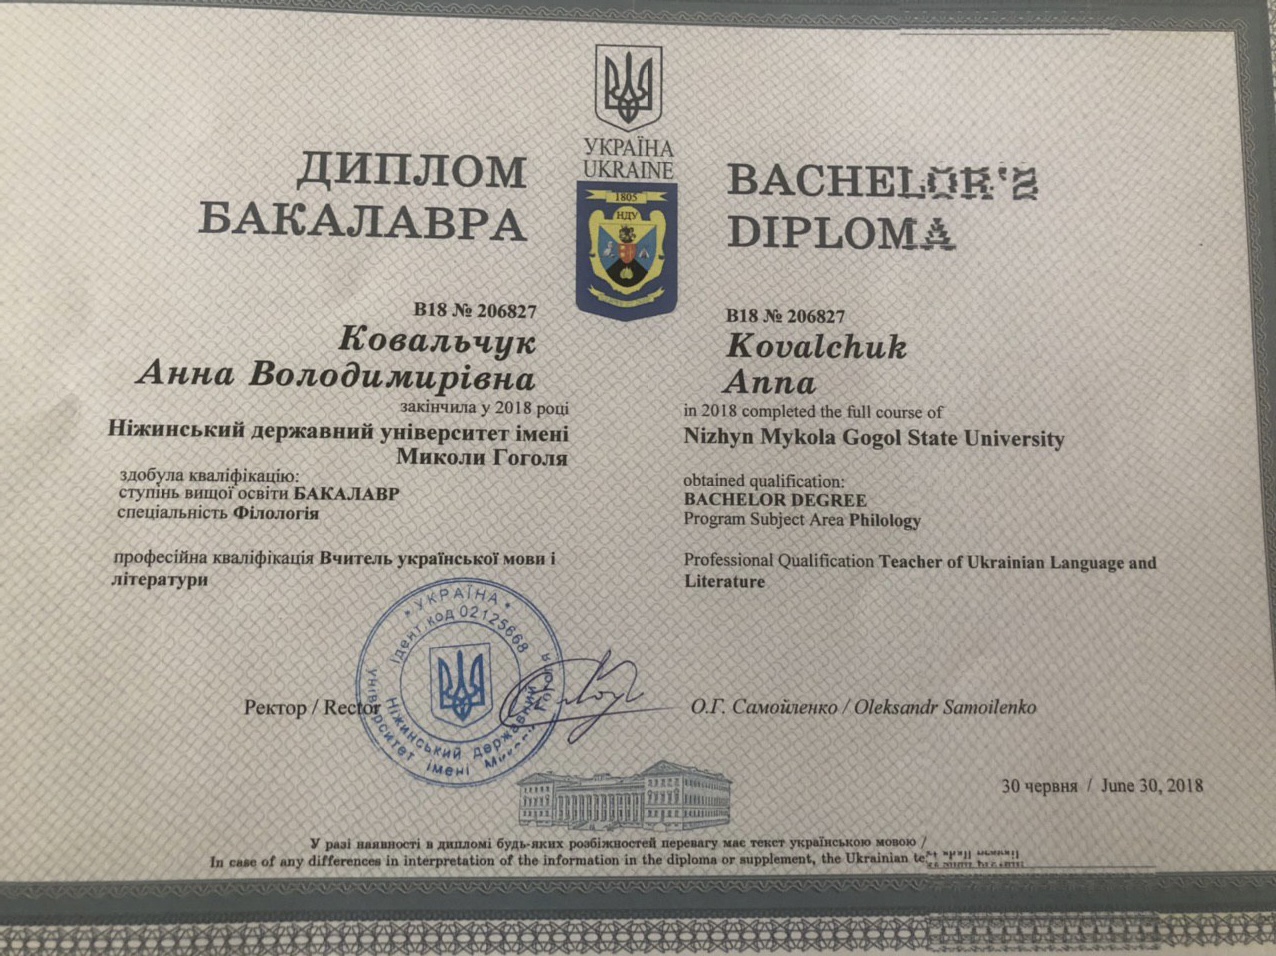 УКРАЇНА
UKRAINE
1805
НДУ
ДИПЛОМ
БАКАЛАВРА
В18 № 206827
Ковальчук
Анна Володимирівна
закінчила у 2018 році
Ніжинський державний університет імені
Миколи Гоголя
здобула кваліфікацію:
ступінь вищої освіти БАКАЛАВР
спеціальність Філологія
професійна кваліфікація Вчитель української мови і
літератури
BACHELOR'S
DIPLOMA
B18 № 206827
Kovalchuk
Anna
in 2018 completed the full course of
Nizhyn Mykola Gogol State University
obtained qualification:
BACHELOR DEGREE
Program Subject Area Philology
Professional Qualification Teacher of Ukrainian Language and
Literature
* УКРАЇНА *
Ідент. код 02125668
Ніжинський державний
університет імені Миколи Гоголя
Ректор / Rector
О.Г. Самойленко / Oleksandr Samoilenko
30 червня / June 30, 2018
У разі наявності в дипломі будь-яких розбіжностей перевагу має текст українською мовою /
In case of any differences in interpretation of the information in the diploma or supplement, the Ukrainian